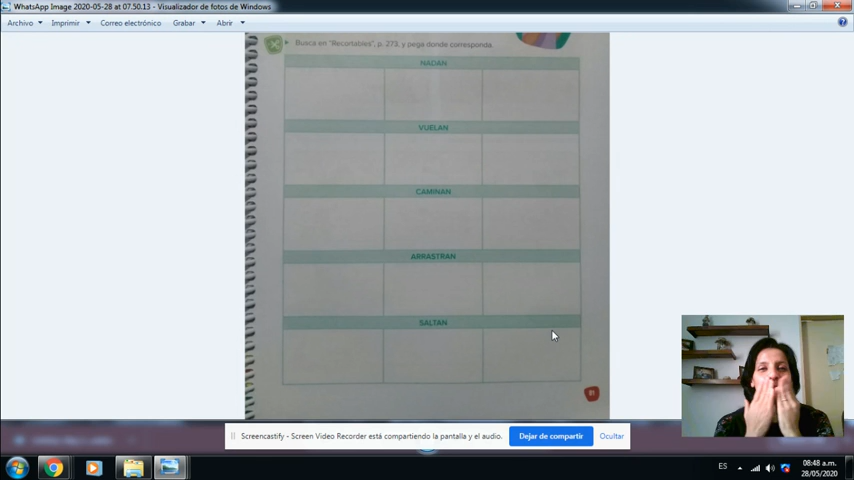 WhatsApp Image 2020-05-28 at 07.50.13 - Visualizador de fotos de Windows
Archivo Imprimir Correo electrónico Grabar Abrir
Busca en "Recortables", p. 273, y pega donde corresponda.
NADAN
VUELAN
CAMINAN
ARRASTRAN
SALTAN
31
Screencastify - Screen Video Recorder está compartiendo la pantalla y el audio.
Dejar de compartir
Ocultar
ES
08:48 a.m.
28/05/2020